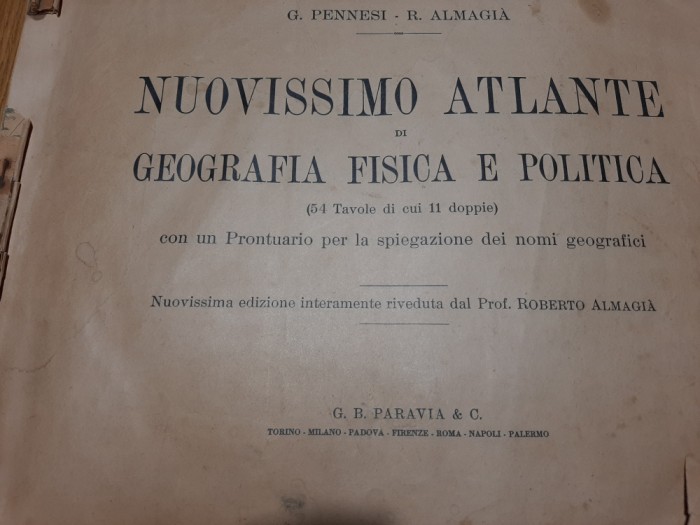 G. PENNESI - R. ALMAGIÀ
NUOVISSIMO ATLANTE
DI
GEOGRAFIA FISICA E POLITICA
(54 Tavole di cui 11 doppie)
con un Prontuario per la spiegazione dei nomi geografici
Nuovissima edizione interamente riveduta dal Prof. ROBERTO ALMAGIÀ
G. B. PARAVIA & C.
TORINO - MILANO - PADOVA - FIRENZE - ROMA - NAPOLI - PALERMO